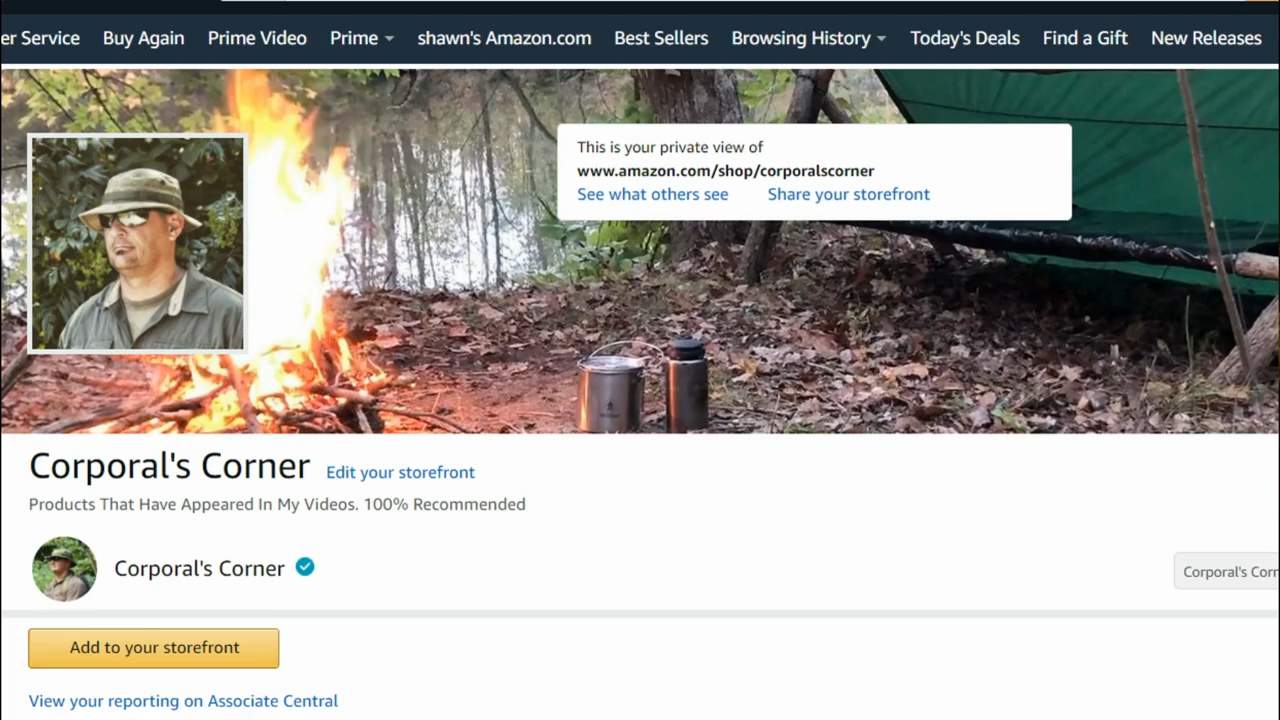 er Service Buy Again Prime Video Prime shawn's Amazon.com Best Sellers Browsing History Today's Deals Find a Gift New Releases
This is your private view of
www.amazon.com/shop/corporalscorner
See what others see Share your storefront
Corporal's Corner Edit your storefront
Products That Have Appeared In My Videos. 100% Recommended
Corporal's Corner
Corporal's Corr
Add to your storefront
View your reporting on Associate Central